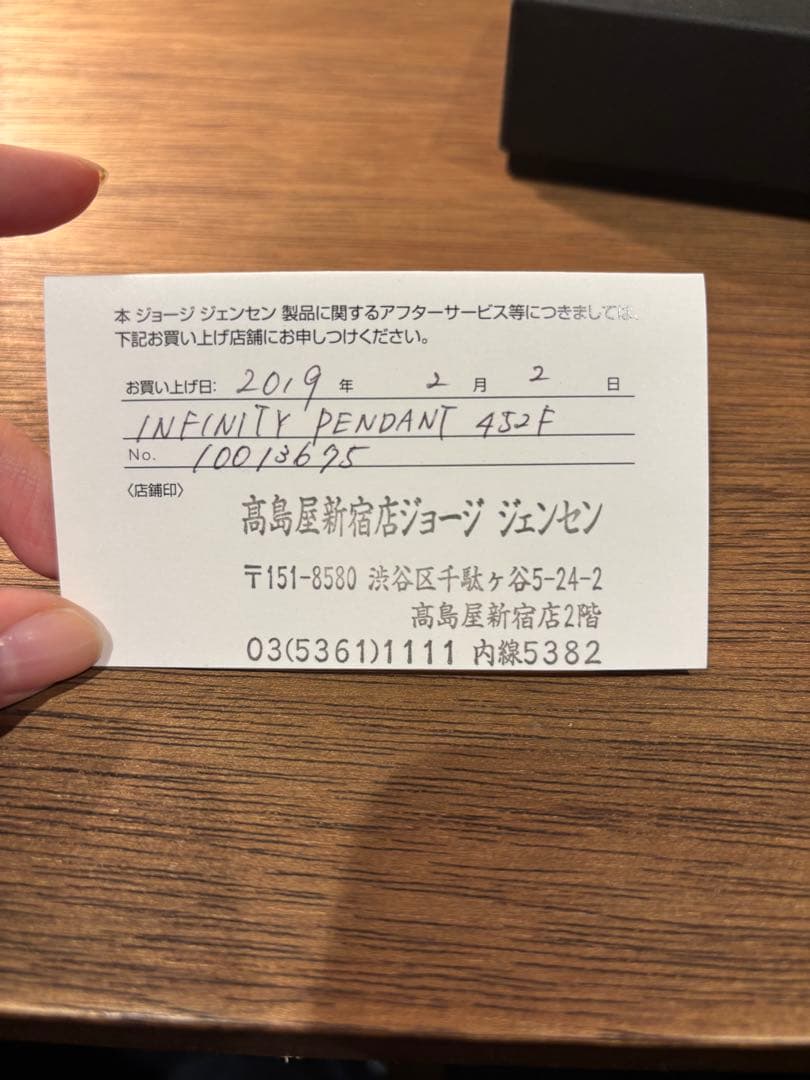 本 ジョージ ジェンセン 製品に関するアフターサービス等につきましては、
下記お買い上げ店舗にお申しつけください。
お買い上げ日: 2019 年 2 月 2 日
INFINITY PENDANT 452F
No. 10013675
〈店舗印〉
髙島屋新宿店ジョージ ジェンセン
〒151-8580 渋谷区千駄ヶ谷5-24-2
髙島屋新宿店2階
03(5361)1111 内線5382